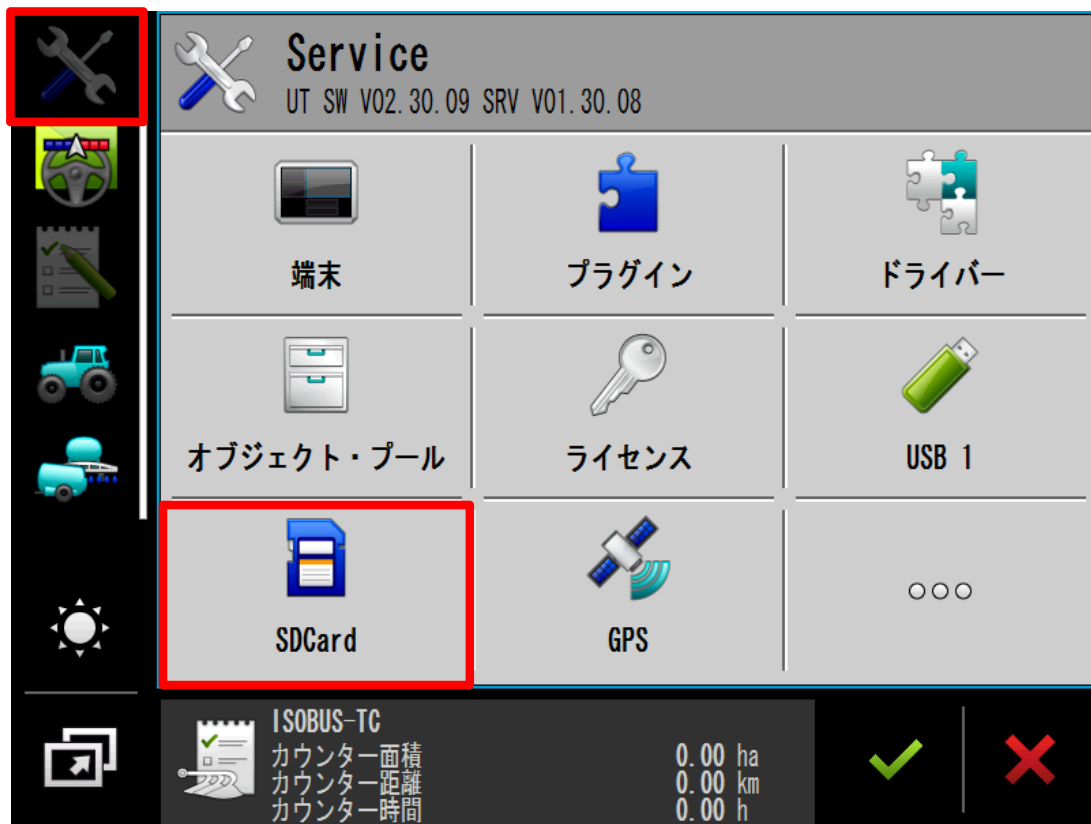 Service
UT SW V02.30.09 SRV V01.30.08
端末
プラグイン
ドライバー
オブジェクト・プール
ライセンス
USB 1
SDCard
GPS
ISOBUS-TC
カウンター面積 0.00 ha
カウンター距離 0.00 km
カウンター時間 0.00 h